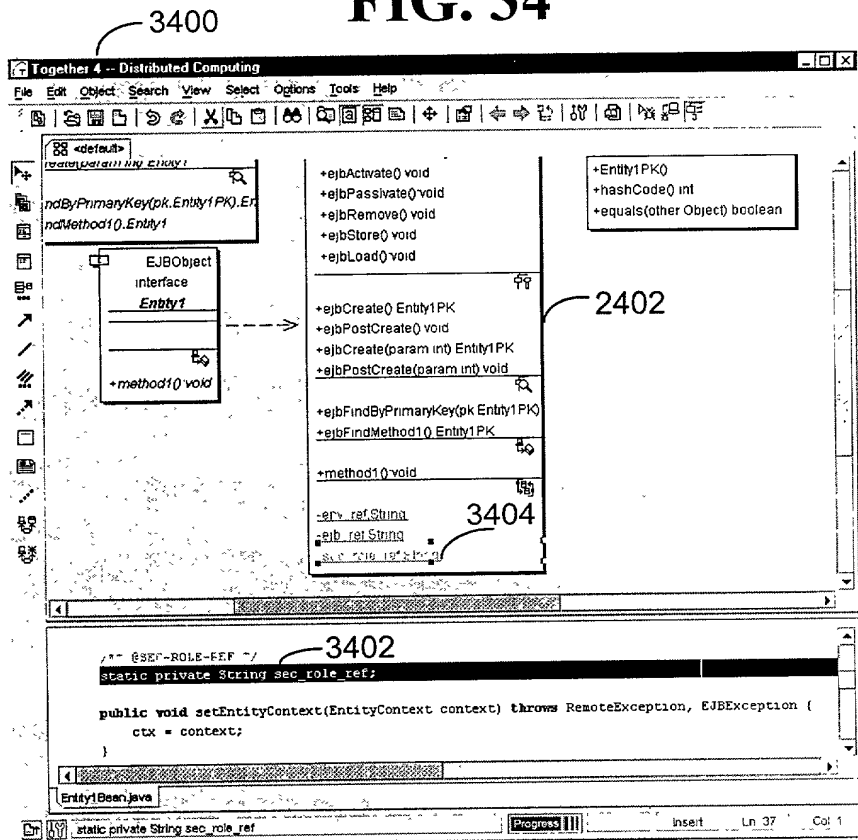 FIG. 34
3400
Together 4 -- Distributed Computing
File Edit Object Search View Select Options Tools Help
<default>
ndByPrimaryKey(pk.Entity1PK).En
ndMethod1().Entity1
EJBObject
interface
Entity1
+method1() void
+ejbActivate() void
+ejbPassivate() void
+ejbRemove() void
+ejbStore() void
+ejbLoad() void
+ejbCreate() Entity1PK
+ejbPostCreate() void
+ejbCreate(param int) Entity1PK
+ejbPostCreate(param int) void
+ejbFindByPrimaryKey(pk Entity1PK)
+ejbFindMethod1() Entity1PK
+method1() void
-env_ref.String
-ejb_ref.String
sec_role_ref String
+Entity1PK()
+hashCode() int
+equals(other Object) boolean
2402
3404
3402
/** @SEC-ROLE-REF */
static private String sec_role_ref;
public void setEntityContext(EntityContext context) throws RemoteException, EJBException {
ctx = context;
}
Entity1Bean.java
static private String sec_role_ref
Progress
Insert
Ln 37
Col 1